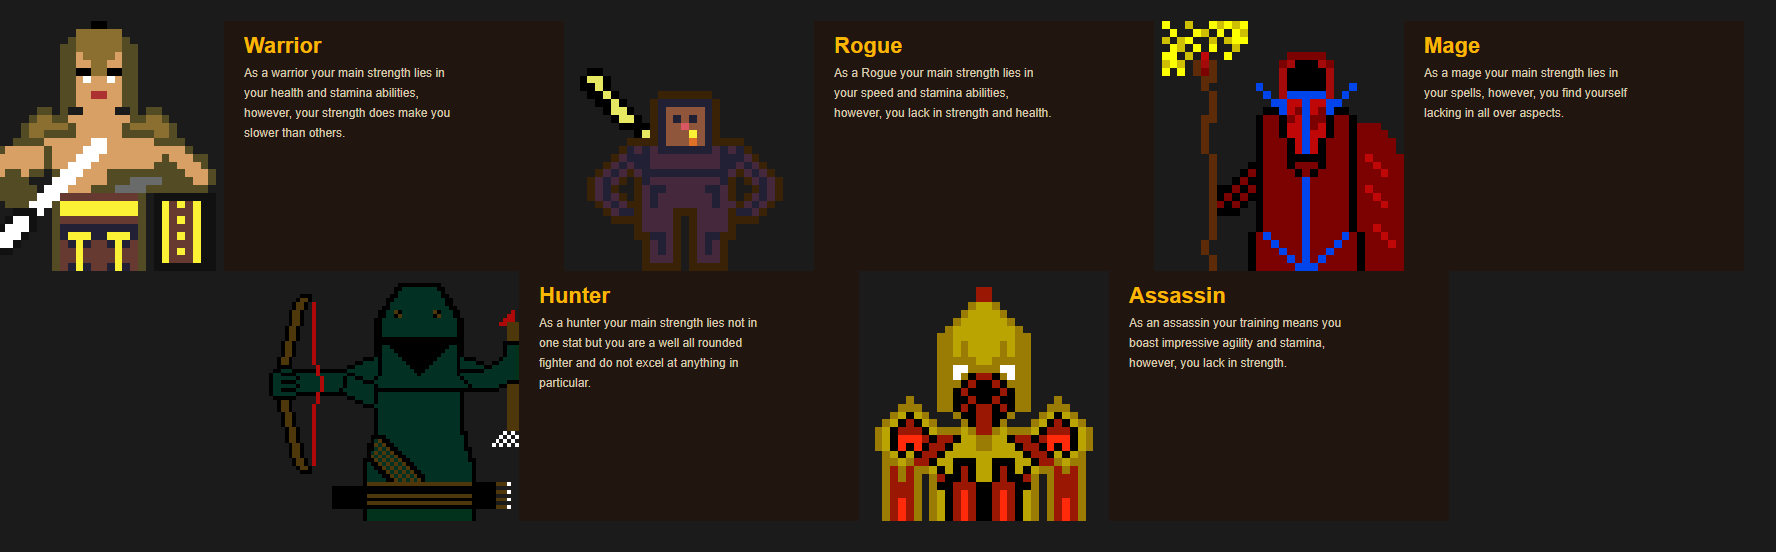 Warrior
As a warrior your main strength lies in
your health and stamina abilities,
however, your strength does make you
slower than others.
Rogue
As a Rogue your main strength lies in
your speed and stamina abilities,
however, you lack in strength and health.
Mage
As a mage your main strength lies in
your spells, however, you find yourself
lacking in all over aspects.
Hunter
As a hunter your main strength lies not in
one stat but you are a well all rounded
fighter and do not excel at anything in
particular.
Assassin
As an assassin your training means you
boast impressive agility and stamina,
however, you lack in strength.